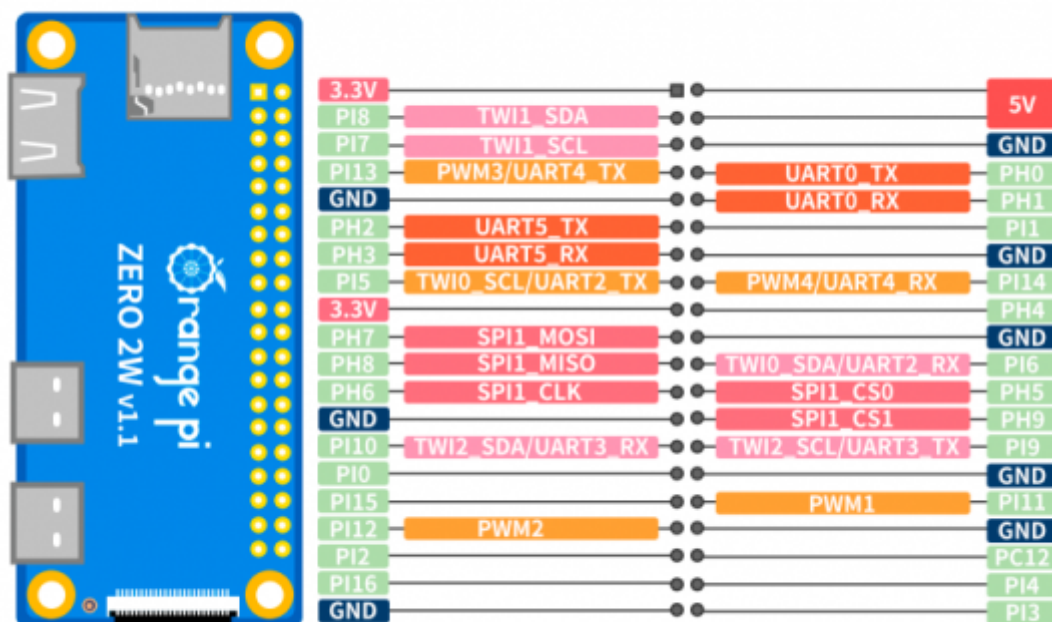 3.3V 5V
PI8 TWI1_SDA
PI7 TWI1_SCL GND
PI13 PWM3/UART4_TX UART0_TX PH0
GND UART0_RX PH1
PH2 UART5_TX PI1
PH3 UART5_RX GND
PI5 TWI0_SCL/UART2_TX PWM4/UART4_RX PI14
3.3V PH4
PH7 SPI1_MOSI GND
PH8 SPI1_MISO TWI0_SDA/UART2_RX PI6
PH6 SPI1_CLK SPI1_CS0 PH5
GND SPI1_CS1 PH9
PI10 TWI2_SDA/UART3_RX TWI2_SCL/UART3_TX PI9
PI0 GND
PI15 PWM1 PI11
PI12 PWM2 GND
PI2 PC12
PI16 PI4
GND PI3
range pi
ZERO 2W v1.1